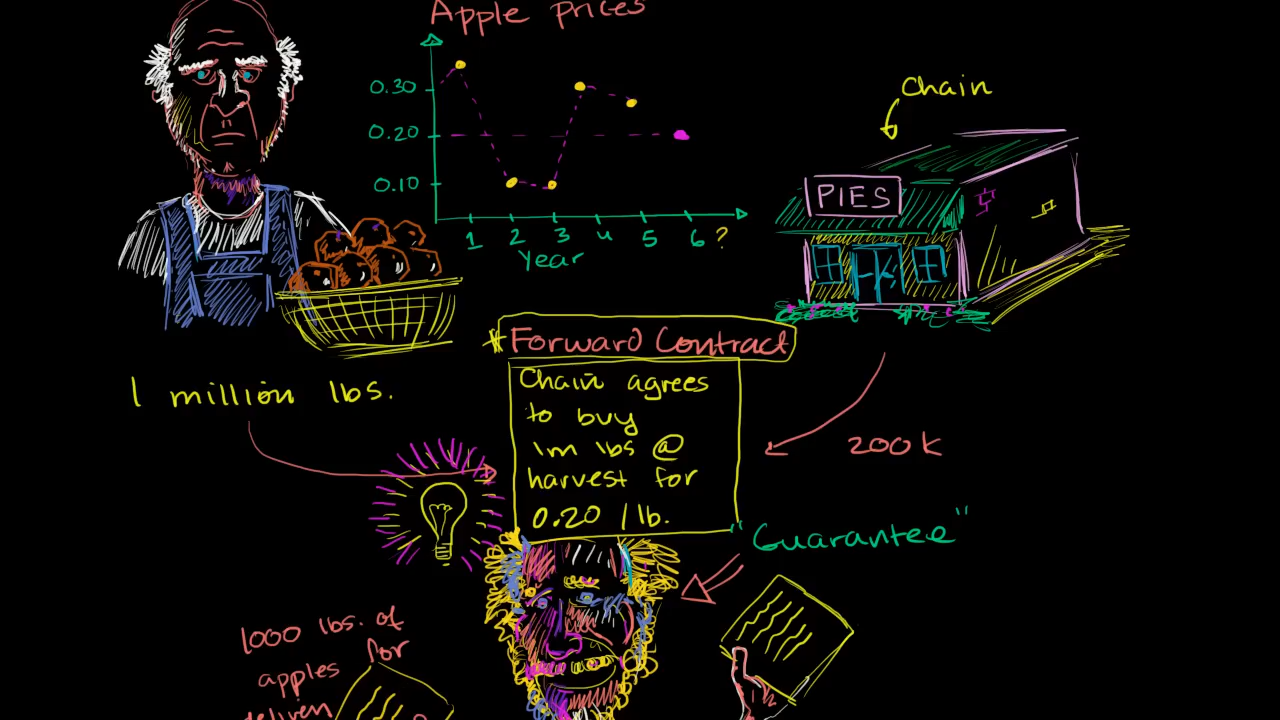 Apple prices
0.30
0.20
0.10
1 2 3 4 5 6 ?
Year
Chain
PIES
1 million lbs.
* Forward Contract
Chain agrees
to buy
1m lbs @
harvest for
0.20 / lb.
200k
"Guarantee"
1000 lbs. of
apples for